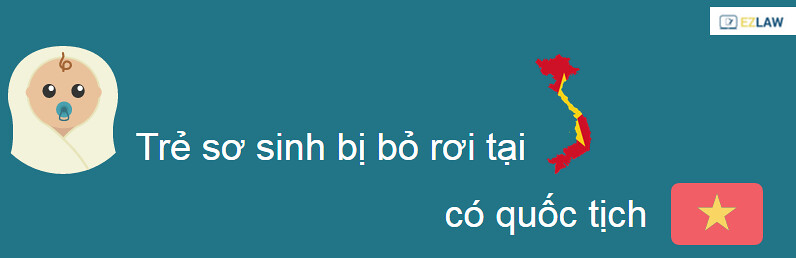 EZLAW
Trẻ sơ sinh bị bỏ rơi tại
có quốc tịch